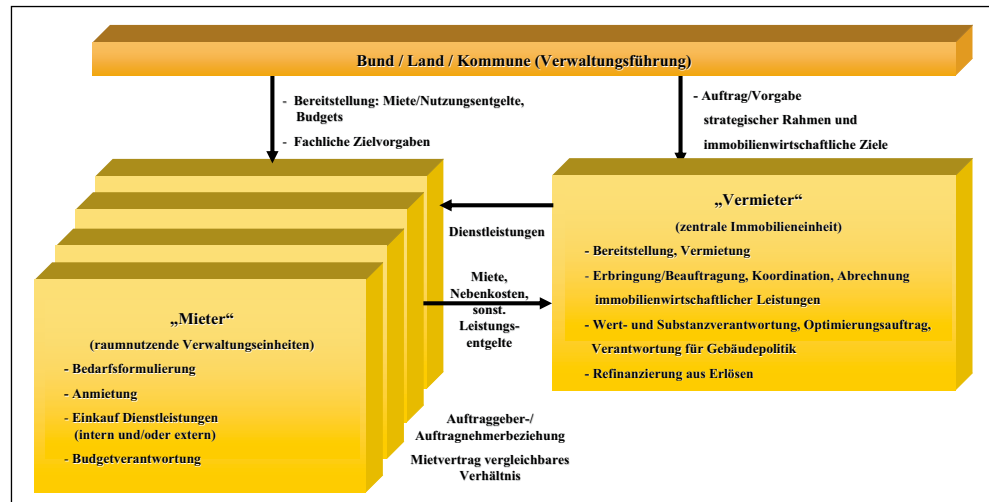 Bund / Land / Kommune (Verwaltungsführung)
- Bereitstellung: Miete/Nutzungsentgelte,
Budgets
- Fachliche Zielvorgaben
- Auftrag/Vorgabe
strategischer Rahmen und
immobilienwirtschaftliche Ziele
„Vermieter“
(zentrale Immobilieneinheit)
- Bereitstellung, Vermietung
- Erbringung/Beauftragung, Koordination, Abrechnung
immobilienwirtschaftlicher Leistungen
- Wert- und Substanzverantwortung, Optimierungsauftrag,
Verantwortung für Gebäudepolitik
- Refinanzierung aus Erlösen
Dienstleistungen
Miete,
Nebenkosten,
sonst.
Leistungs-
entgelte
„Mieter“
(raumnutzende Verwaltungseinheiten)
- Bedarfsformulierung
- Anmietung
- Einkauf Dienstleistungen
(intern und/oder extern)
- Budgetverantwortung
Auftraggeber-/
Auftragnehmerbeziehung
Mietvertrag vergleichbares
Verhältnis